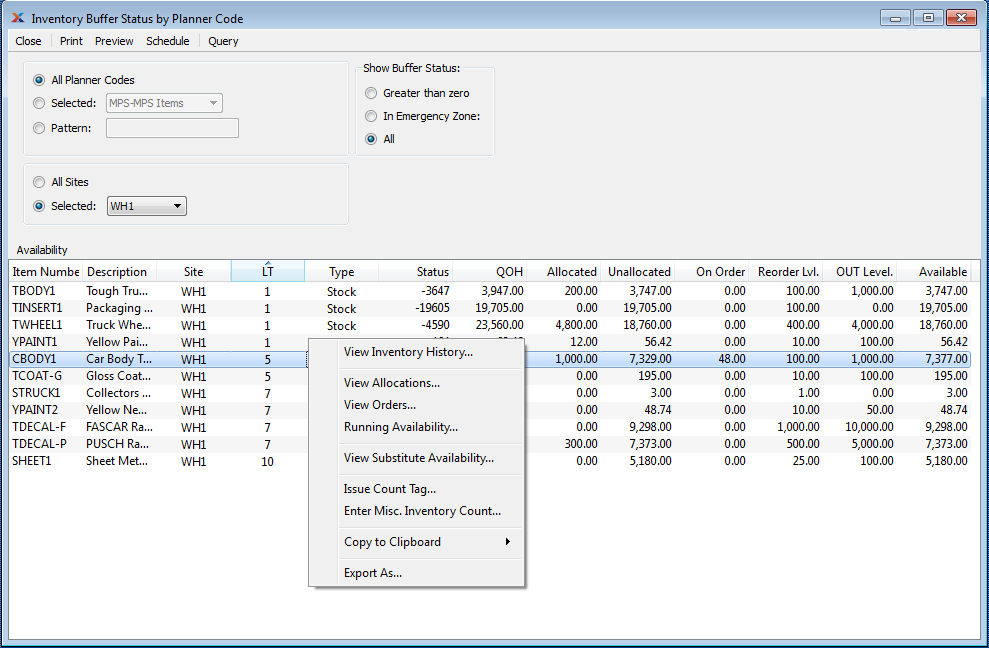 Inventory Buffer Status by Planner Code
Close Print Preview Schedule Query
All Planner Codes
Selected: MPS-MPS Items
Pattern:
Show Buffer Status:
Greater than zero
In Emergency Zone:
All
All Sites
Selected: WH1
Availability
Item Numbe Description Site LT Type Status QOH Allocated Unallocated On Order Reorder Lvl. OUT Level. Available
TBODY1 Tough Tru... WH1 1 Stock -3647 3,947.00 200.00 3,747.00 0.00 100.00 1,000.00 3,747.00
TINSERT1 Packaging ... WH1 1 Stock -19605 19,705.00 0.00 19,705.00 0.00 100.00 0.00 19,705.00
TWHEEL1 Truck Whe... WH1 1 Stock -4590 23,560.00 4,800.00 18,760.00 0.00 400.00 4,000.00 18,760.00
YPAINT1 Yellow Pai... WH1 1 12.00 56.42 0.00 10.00 100.00 56.42
CBODY1 Car Body T... WH1 5 1,000.00 7,329.00 48.00 100.00 1,000.00 7,377.00
TCOAT-G Gloss Coat... WH1 5 0.00 195.00 0.00 10.00 100.00 195.00
STRUCK1 Collectors ... WH1 7 0.00 3.00 0.00 1.00 0.00 3.00
YPAINT2 Yellow Ne... WH1 7 0.00 48.74 0.00 10.00 50.00 48.74
TDECAL-F FASCAR Ra... WH1 7 0.00 9,298.00 0.00 1,000.00 10,000.00 9,298.00
TDECAL-P PUSCH Ra... WH1 7 300.00 7,373.00 0.00 500.00 5,000.00 7,373.00
SHEET1 Sheet Met... WH1 10 0.00 5,180.00 0.00 25.00 100.00 5,180.00
View Inventory History...
View Allocations...
View Orders...
Running Availability...
View Substitute Availability...
Issue Count Tag...
Enter Misc. Inventory Count...
Copy to Clipboard
Export As...